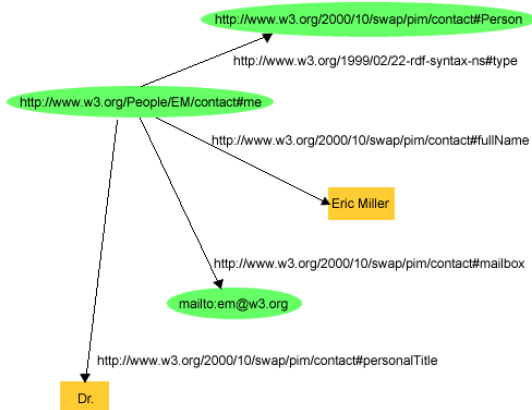 http://www.w3.org/2000/10/swap/pim/contact#Person
http://www.w3.org/1999/02/22-rdf-syntax-ns#type
http://www.w3.org/People/EM/contact#me
http://www.w3.org/2000/10/swap/pim/contact#fullName
Eric Miller
http://www.w3.org/2000/10/swap/pim/contact#mailbox
mailto:em@w3.org
http://www.w3.org/2000/10/swap/pim/contact#personalTitle
Dr.